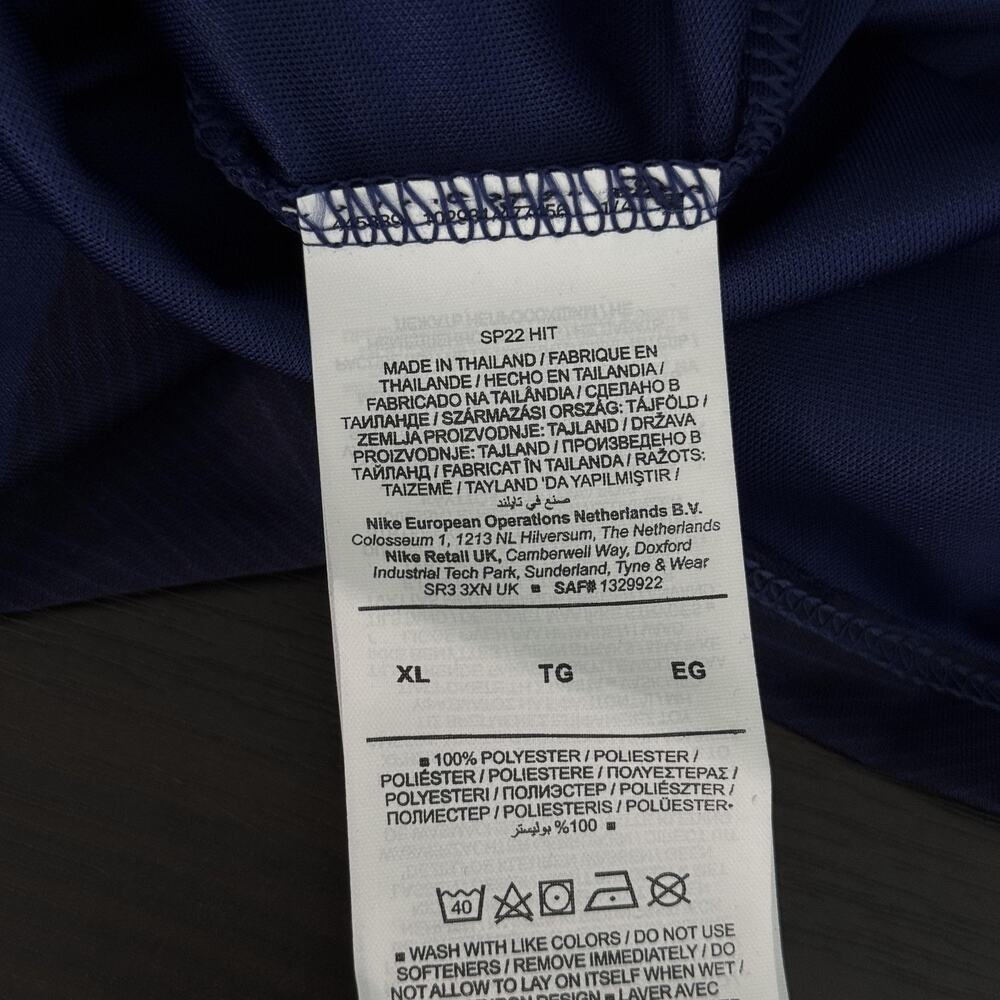 SP22 HIT
MADE IN THAILAND / FABRIQUE EN
THAILANDE / HECHO EN TAILANDIA /
FABRICADO NA TAILÂNDIA / СДЕЛАНО В
ТАИЛАНДЕ / SZÁRMAZÁSI ORSZÁG: TÁJFÖLD /
ZEMLJA PROIZVODNJE: TAJLAND / DRŽAVA
PROIZVODNJE: TAJLAND / ПРОИЗВЕДЕНО В
ТАЙЛАНД / FABRICAT ÎN TAILANDA / RAŽOTS:
TAIZEMĒ / TAYLAND 'DA YAPILMIŞTIR /
صنع في تايلند
Nike European Operations Netherlands B.V.
Colosseum 1, 1213 NL Hilversum, The Netherlands
Nike Retail UK, Camberwell Way, Doxford
Industrial Tech Park, Sunderland, Tyne & Wear
SR3 3XN UK ■ SAF# 1329922
XL TG EG
■ 100% POLYESTER / POLIESTER /
POLIÉSTER / POLIESTERE / ΠΟΛΥΕΣΤΕΡΑΣ /
POLYESTERI / ПОЛИЭСТЕР / POLIÉSZTER /
ПОЛИЕСТЕР / POLIESTERIS / POLÜESTER•
100% بوليستر ■
40
■ WASH WITH LIKE COLORS / DO NOT USE
SOFTENERS / REMOVE IMMEDIATELY / DO
NOT ALLOW TO LAY ON ITSELF WHEN WET /
DESIGN ■ LAVER AVEC